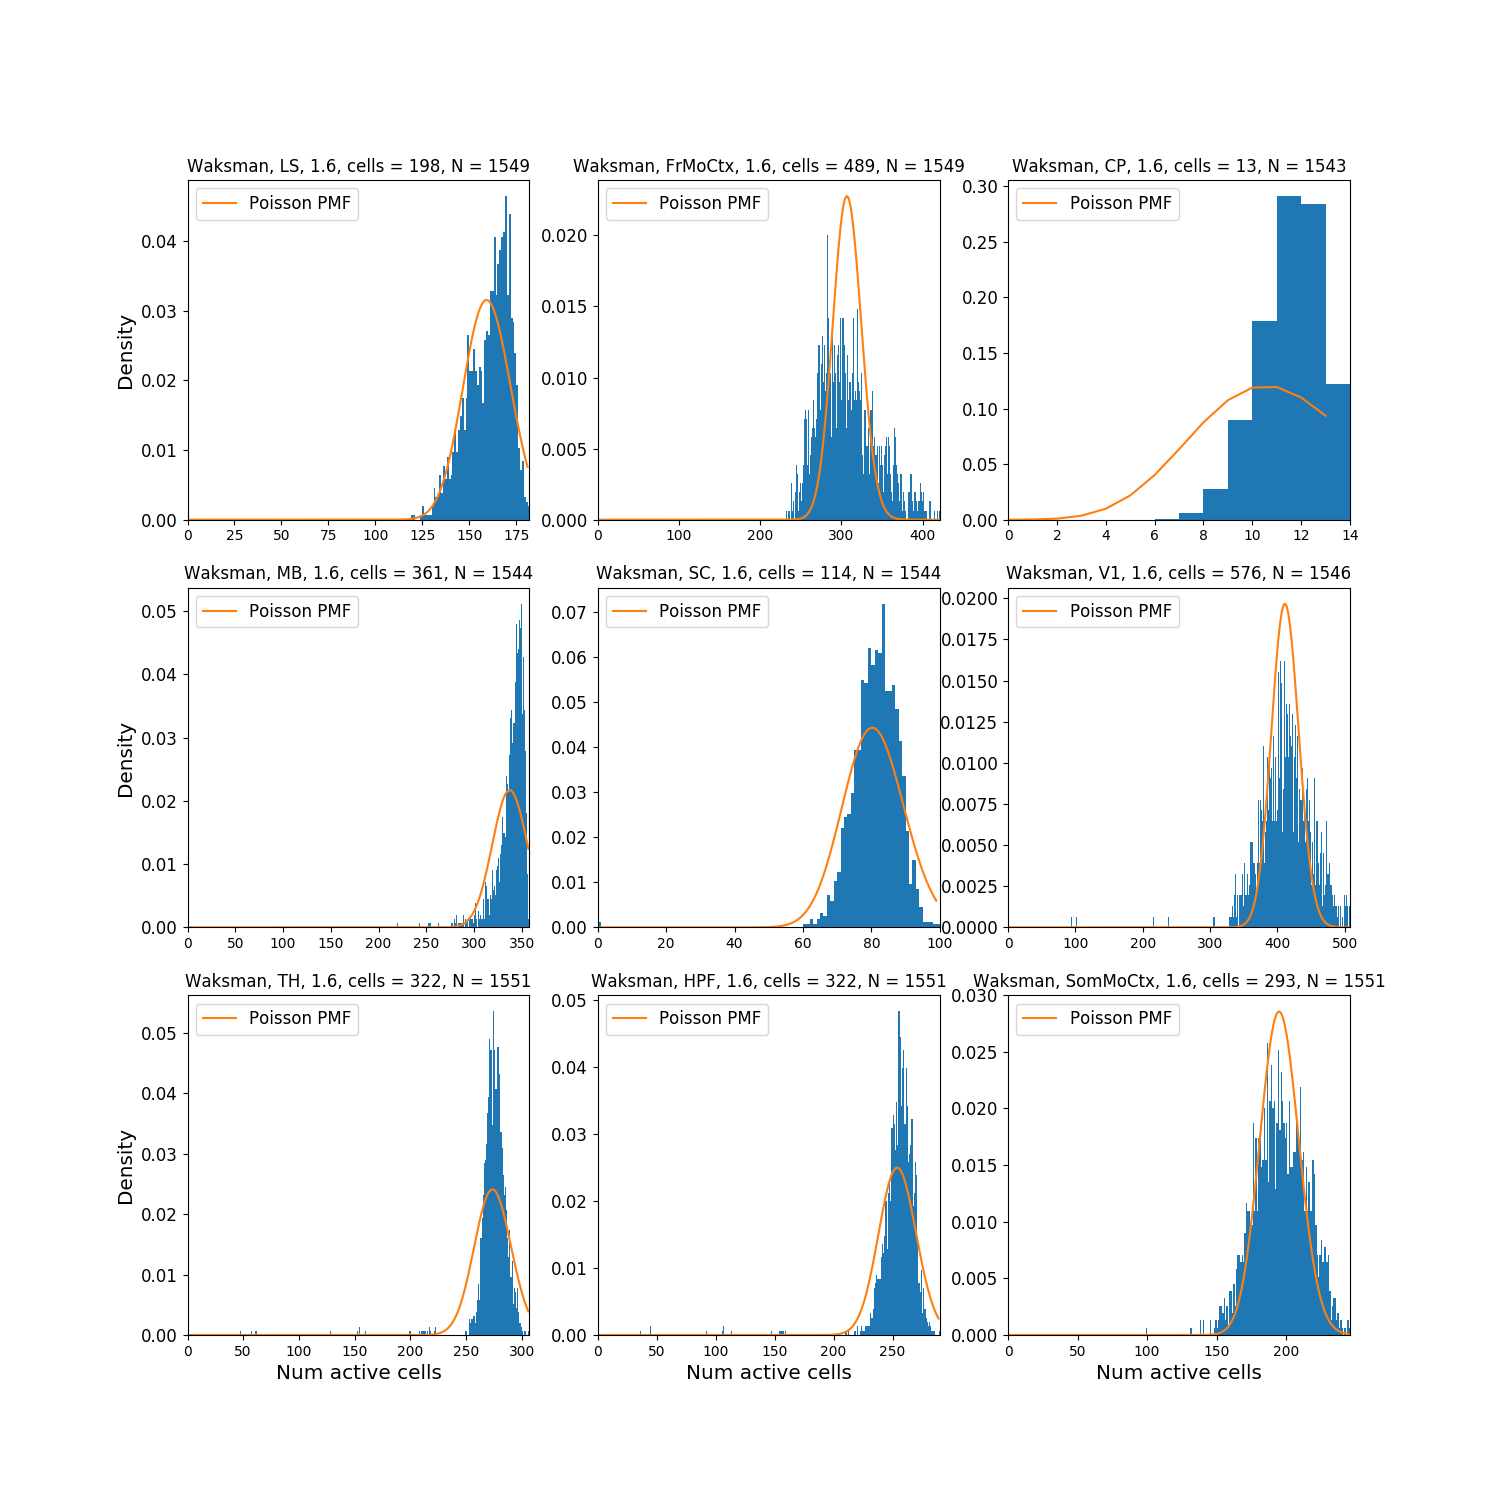 Waksman, LS, 1.6, cells = 198, N = 1549
Waksman, FrMoCtx, 1.6, cells = 489, N = 1549
Waksman, CP, 1.6, cells = 13, N = 1543
Poisson PMF
Poisson PMF
Poisson PMF
Density
0.04
0.03
0.02
0.01
0.00
0 25 50 75 100 125 150 175
0.020
0.015
0.010
0.005
0.000
0 100 200 300 400
0.30
0.25
0.20
0.15
0.10
0.05
0.00
0 2 4 6 8 10 12 14
Waksman, MB, 1.6, cells = 361, N = 1544
Waksman, SC, 1.6, cells = 114, N = 1544
Waksman, V1, 1.6, cells = 576, N = 1546
Poisson PMF
Poisson PMF
Poisson PMF
Density
0.05
0.04
0.03
0.02
0.01
0.00
0 50 100 150 200 250 300 350
0.07
0.06
0.05
0.04
0.03
0.02
0.01
0.00
0 20 40 60 80 100
0.0200
0.0175
0.0150
0.0125
0.0100
0.0075
0.0050
0.0025
0.0000
0 100 200 300 400 500
Waksman, TH, 1.6, cells = 322, N = 1551
Waksman, HPF, 1.6, cells = 322, N = 1551
Waksman, SomMoCtx, 1.6, cells = 293, N = 1551
Poisson PMF
Poisson PMF
Poisson PMF
Density
0.05
0.04
0.03
0.02
0.01
0.00
0 50 100 150 200 250 300
Num active cells
0.05
0.04
0.03
0.02
0.01
0.00
0 50 100 150 200 250
Num active cells
0.030
0.025
0.020
0.015
0.010
0.005
0.000
0 50 100 150 200
Num active cells